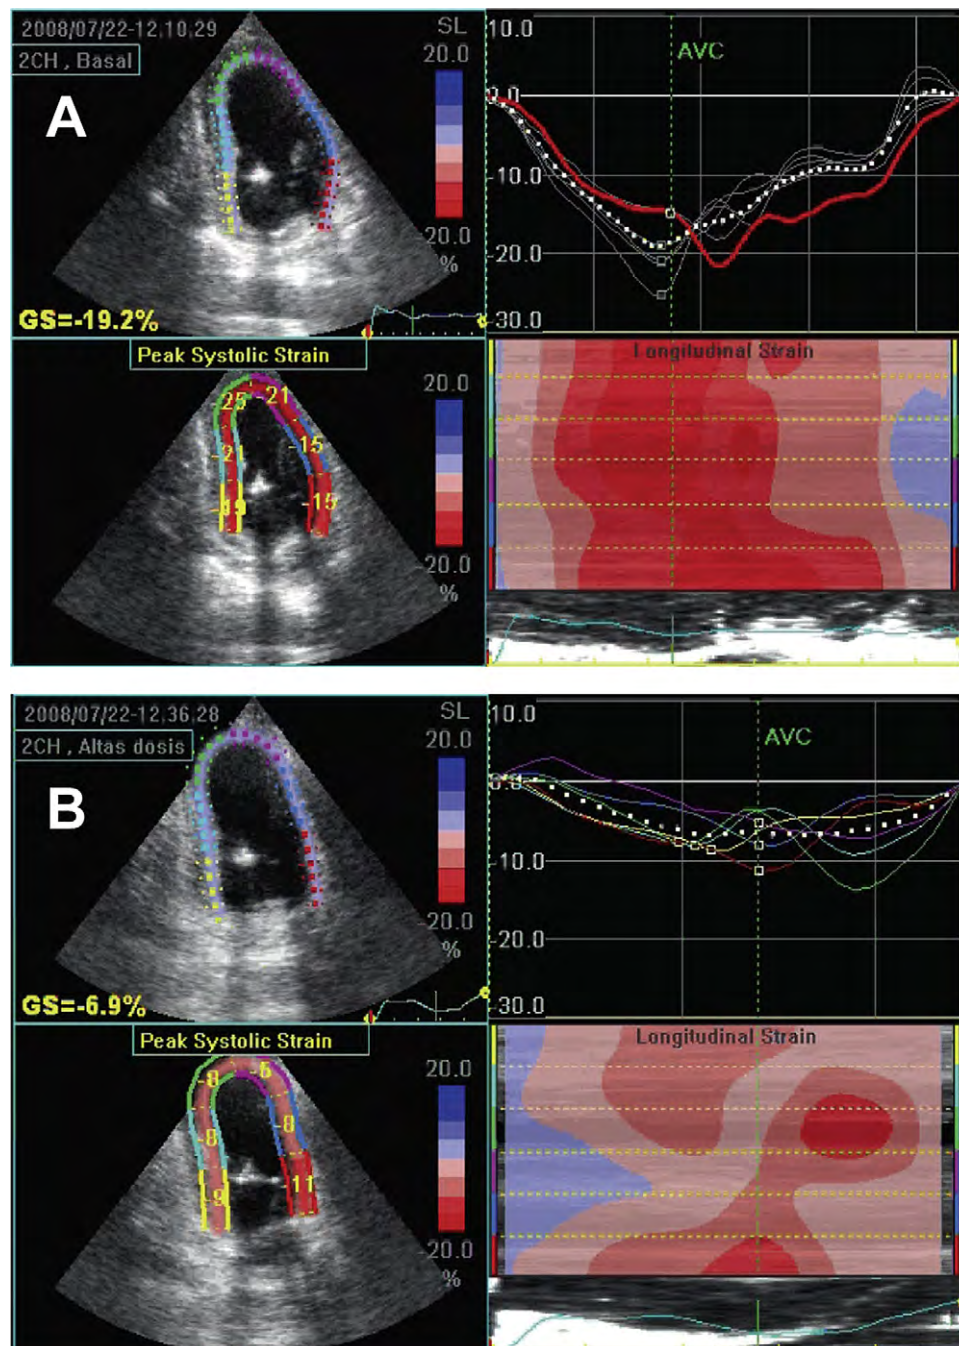 2008/07/22-12,10,29
SL
20.0
2CH , Basal
A
20.0
%
GS=-19.2%
10.0
AVC
0.0
-10.0
-20.0
-30.0
Peak Systolic Strain
20.0
-25
-21
-21
-15
-15
20.0
%
Longitudinal Strain
2008/07/22-12,36,28
SL
20.0
2CH , Altas dosis
B
-20.0
%
GS=-6.9%
10.0
AVC
0.0
-10.0
-20.0
-30.0
Peak Systolic Strain
20.0
-8
-8
-8
-9
11
-20.0
%
Longitudinal Strain